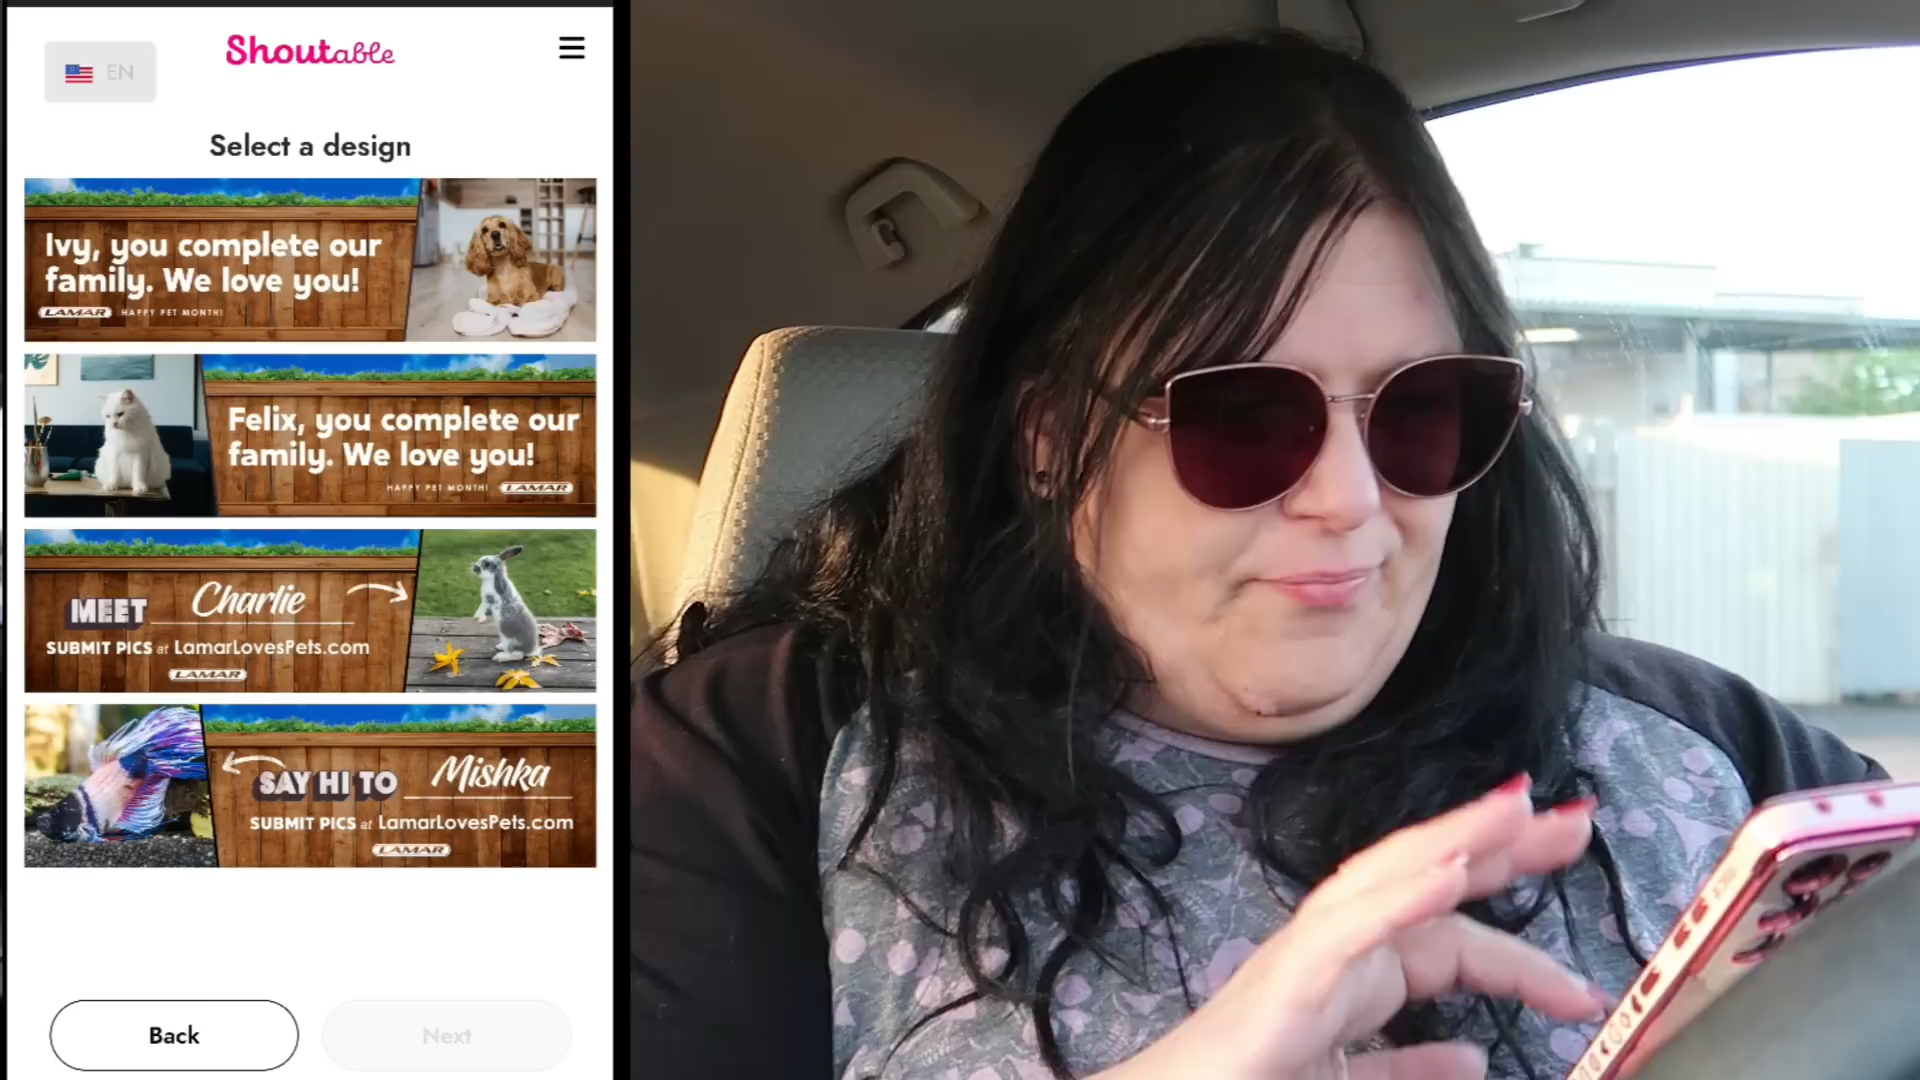 EN
Shoutable
Select a design
Ivy, you complete our
family. We love you!
LAMAR HAPPY PET MONTH!
Felix, you complete our
family. We love you!
HAPPY PET MONTH! LAMAR
MEET Charlie
SUBMIT PICS at LamarLovesPets.com
LAMAR
SAY HI TO Mishka
SUBMIT PICS at LamarLovesPets.com
LAMAR
Back
Next